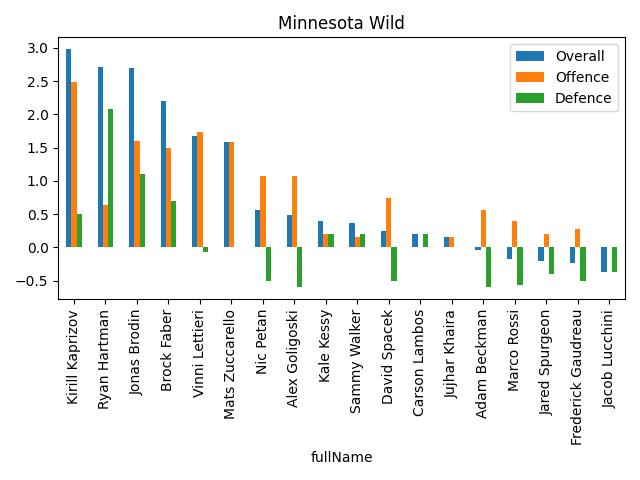 Minnesota Wild
Overall
Offence
Defence
3.0
2.5
2.0
1.5
1.0
0.5
0.0
−0.5
Kirill Kaprizov
Ryan Hartman
Jonas Brodin
Brock Faber
Vinni Lettieri
Mats Zuccarello
Nic Petan
Alex Goligoski
Kale Kessy
Sammy Walker
David Spacek
Carson Lambos
Jujhar Khaira
Adam Beckman
Marco Rossi
Jared Spurgeon
Frederick Gaudreau
Jacob Lucchini
fullName